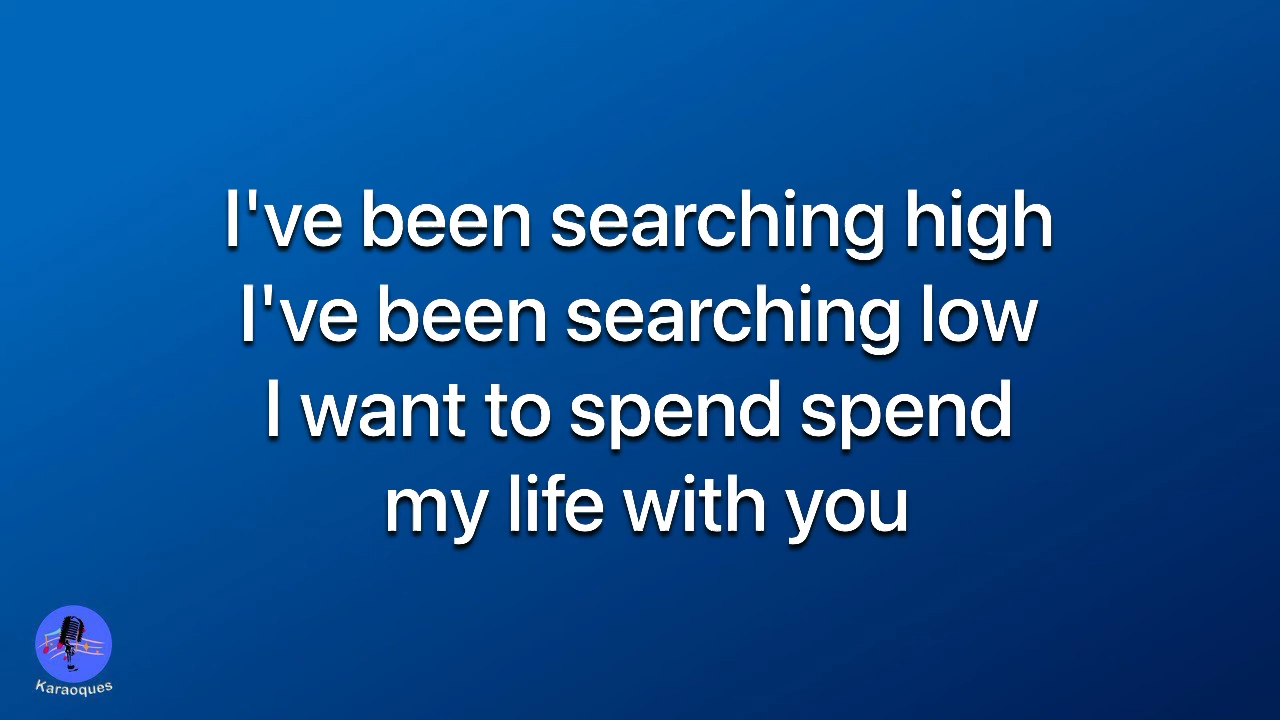 I've been searching high
I've been searching low
I want to spend spend
my life with you
Karaoques